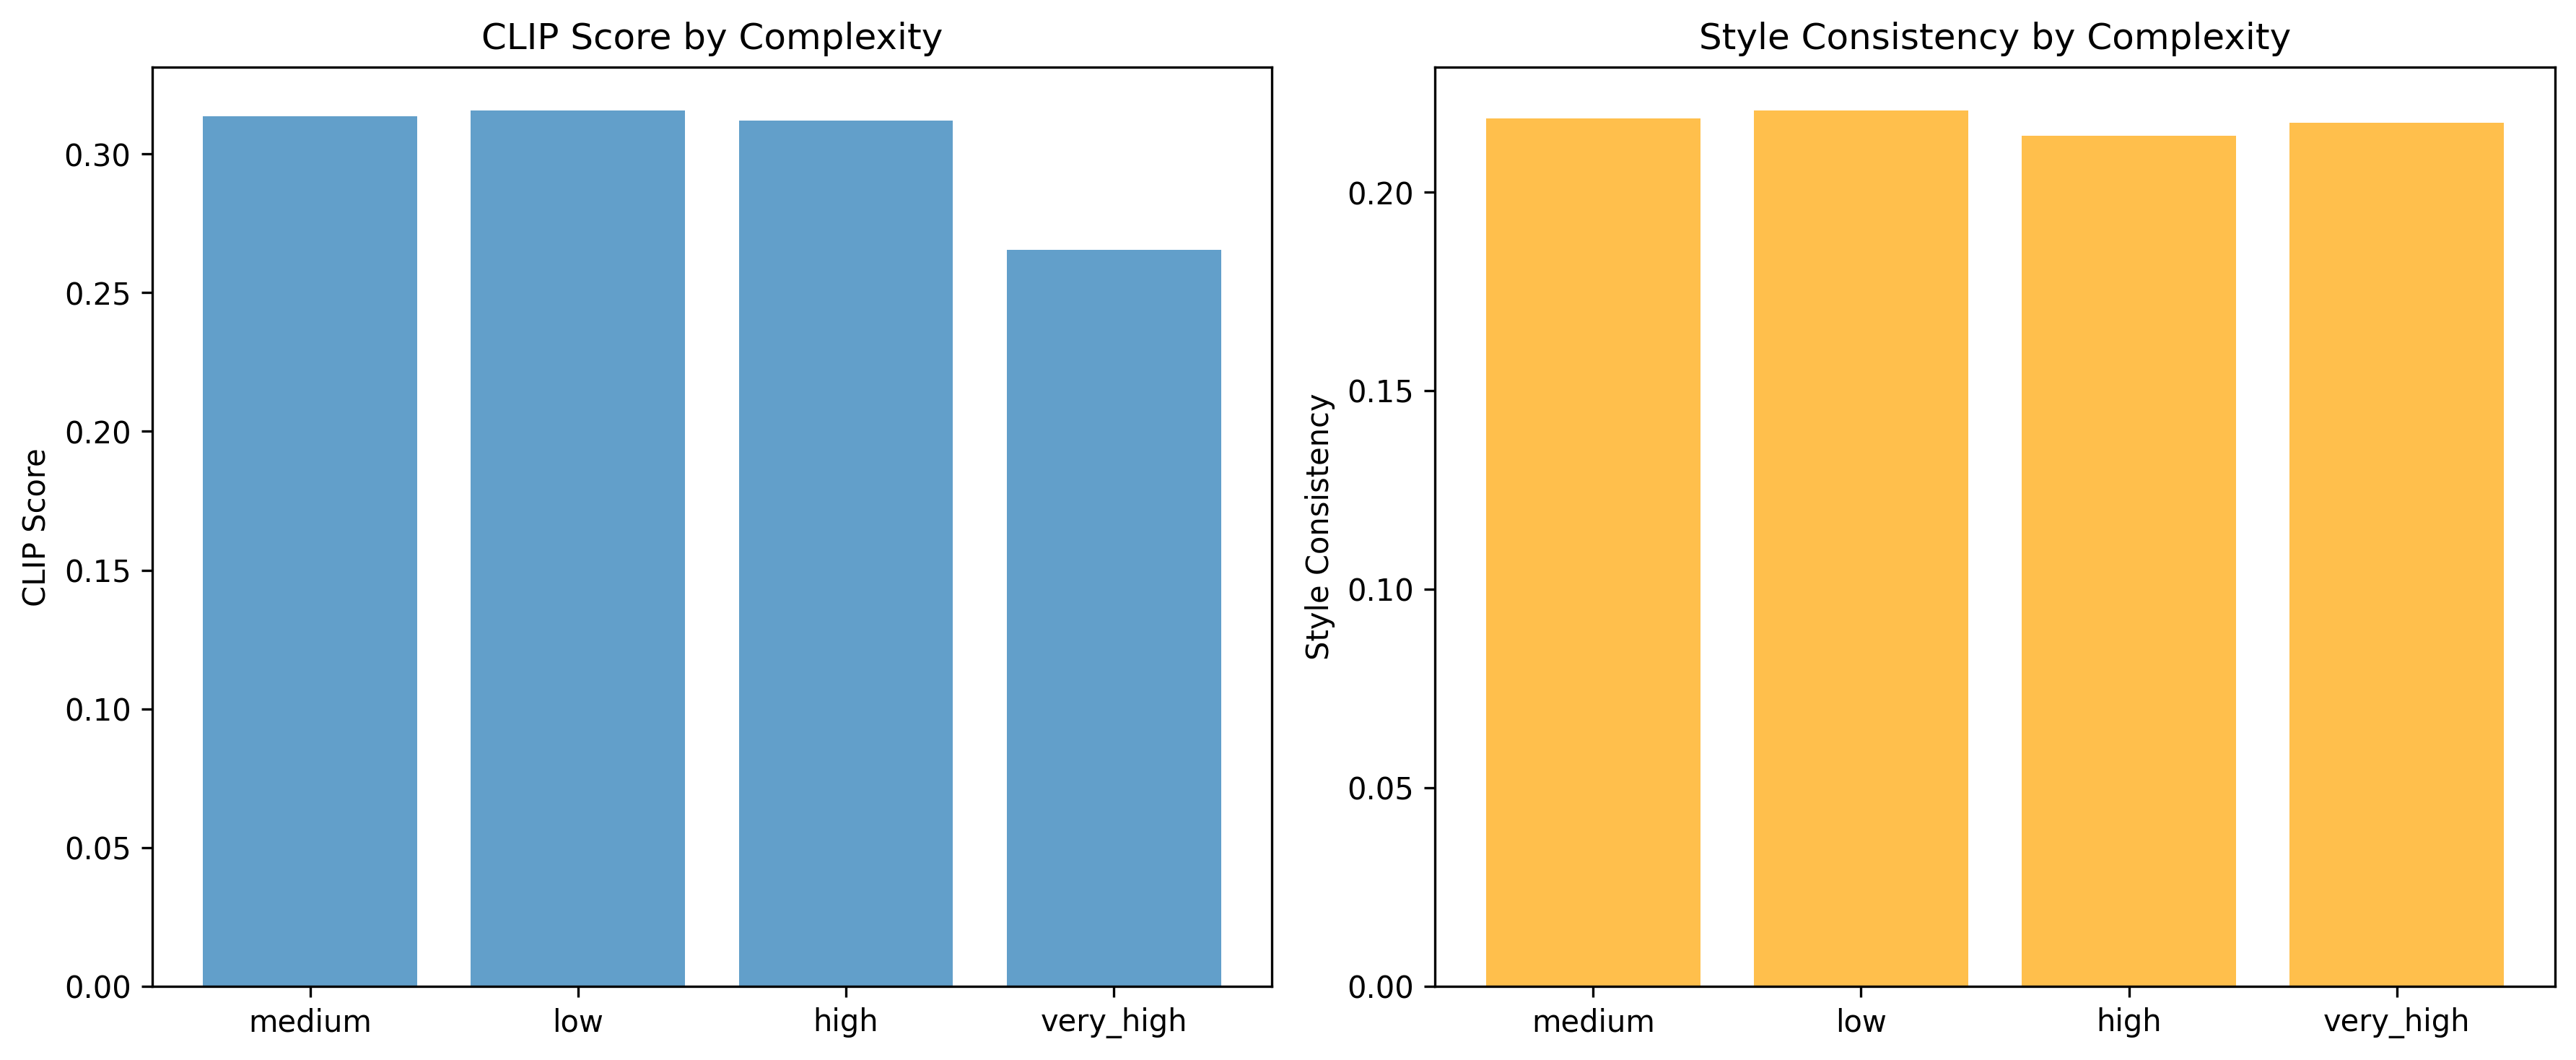 CLIP Score by Complexity
CLIP Score
0.30
0.25
0.20
0.15
0.10
0.05
0.00
medium low high very_high
Style Consistency by Complexity
Style Consistency
0.20
0.15
0.10
0.05
0.00
medium low high very_high